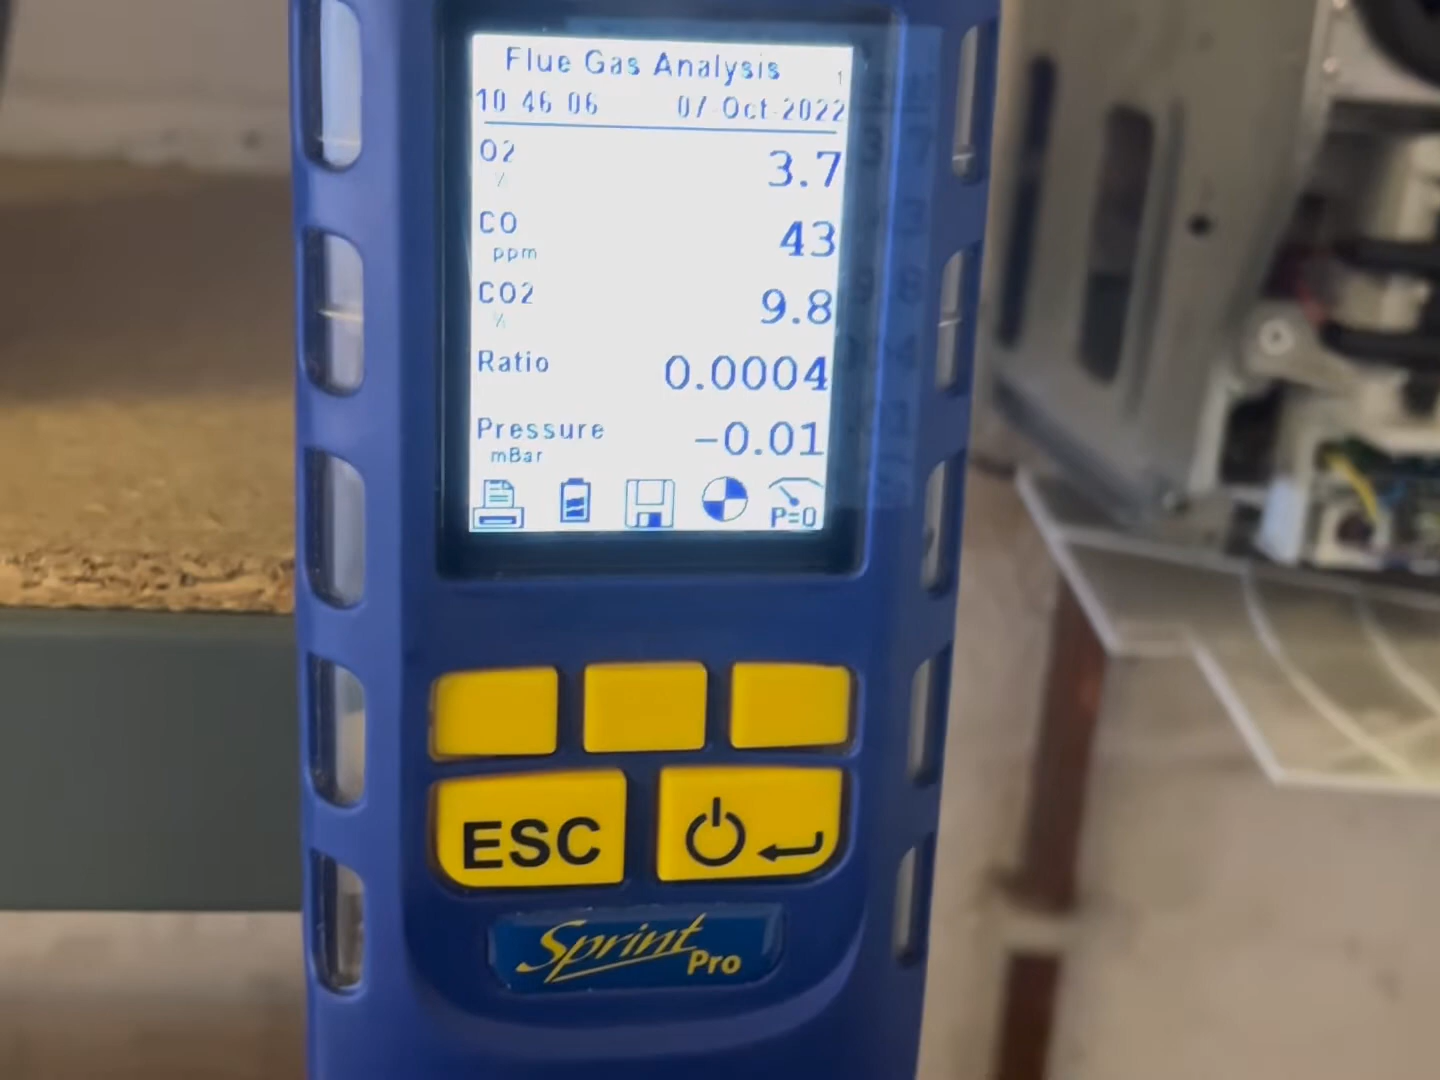 Flue Gas Analysis 1
10 46 06 07 Oct 2022
O2 % 3.7
CO ppm 43
CO2 % 9.8
Ratio 0.0004
Pressure mBar -0.01
P=0
ESC
Sprint Pro